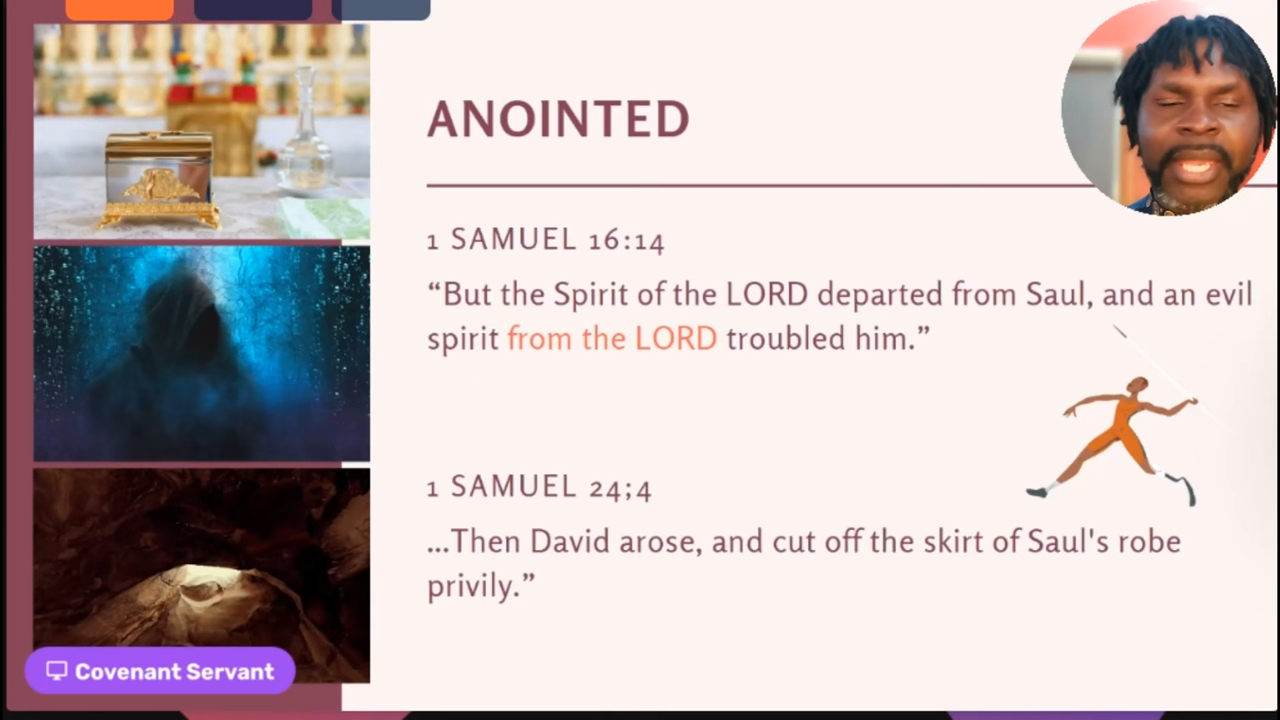 ANOINTED
1 SAMUEL 16:14
“But the Spirit of the LORD departed from Saul, and an evil
spirit from the LORD troubled him.”
1 SAMUEL 24;4
...Then David arose, and cut off the skirt of Saul's robe
privily.”
Covenant Servant